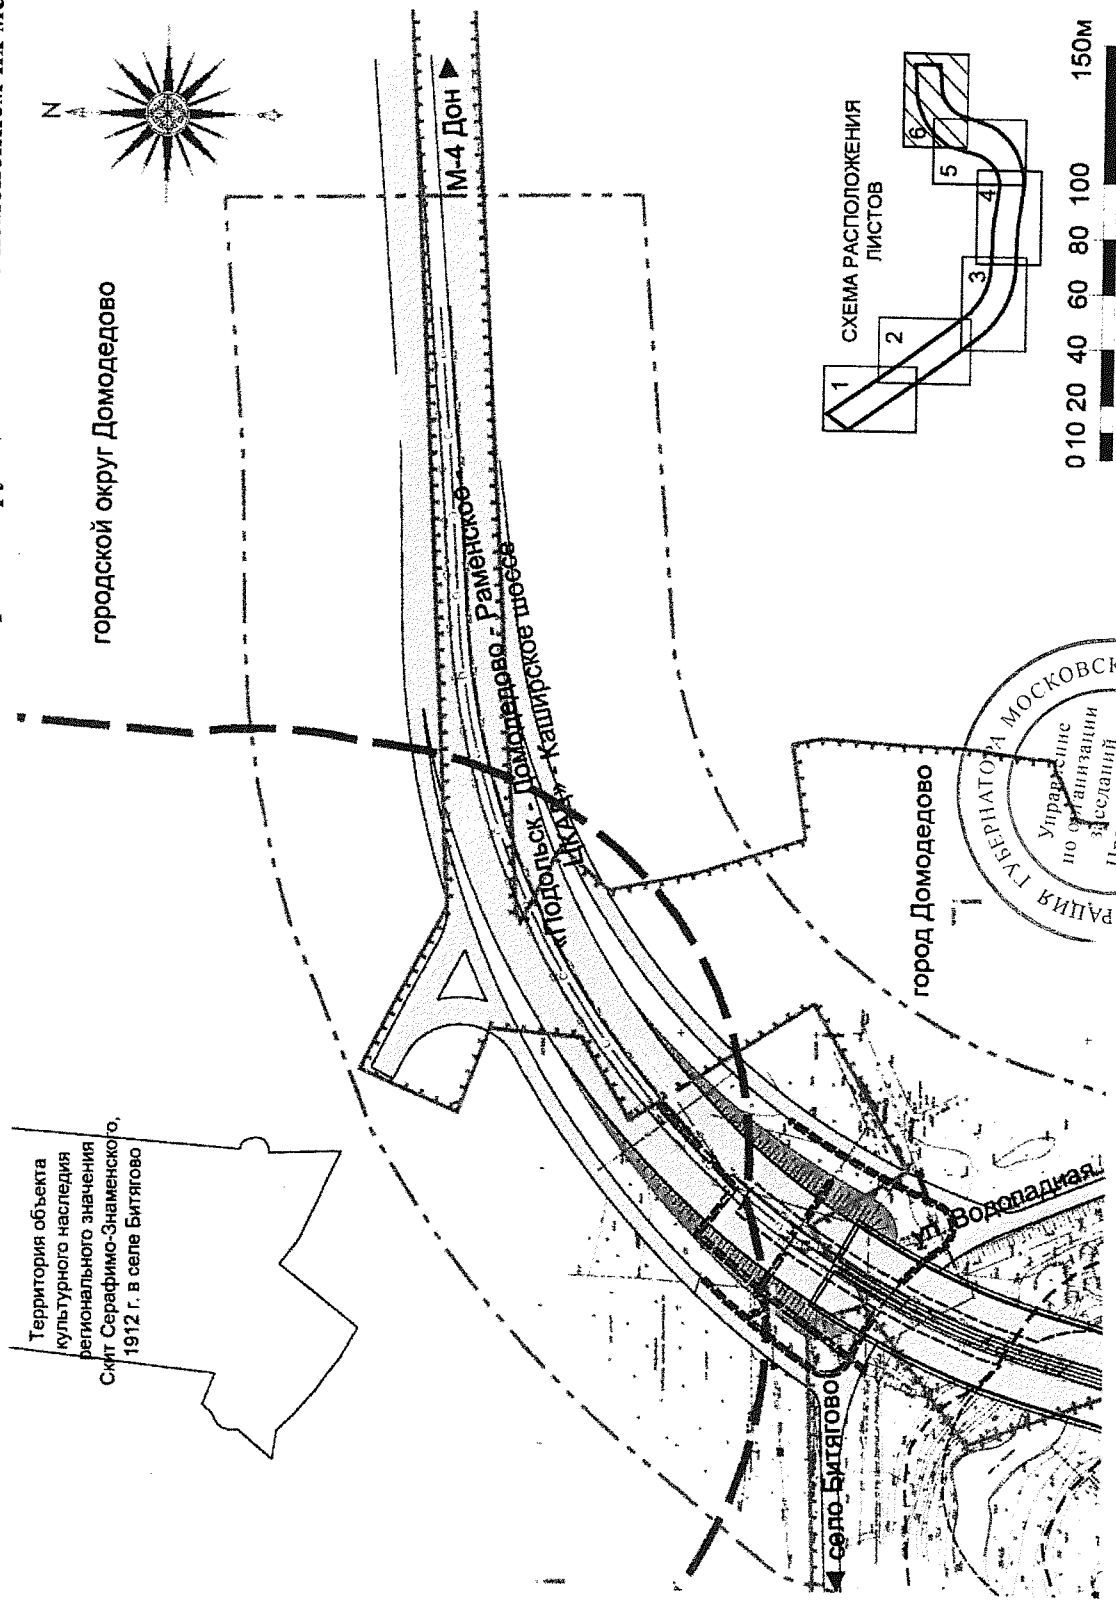 N
городской округ Домодедово
М-4 Дон
Территория объекта
культурного наследия
регионального значения
Скит Серафимо-Знаменского,
1912 г. в селе Битягово
«Подольск - Домодедово - Раменское -
ЦКАД» - Каширское шоссе
город Домодедово
ул. Водопадная
село Битягово
СХЕМА РАСПОЛОЖЕНИЯ
ЛИСТОВ
1
2
3
4
5
6
0 10 20 40 60 80 100 150м
РАЦИЯ ГУБЕРНАТОРА МОСКОВСК
Управление
по организации
заседаний